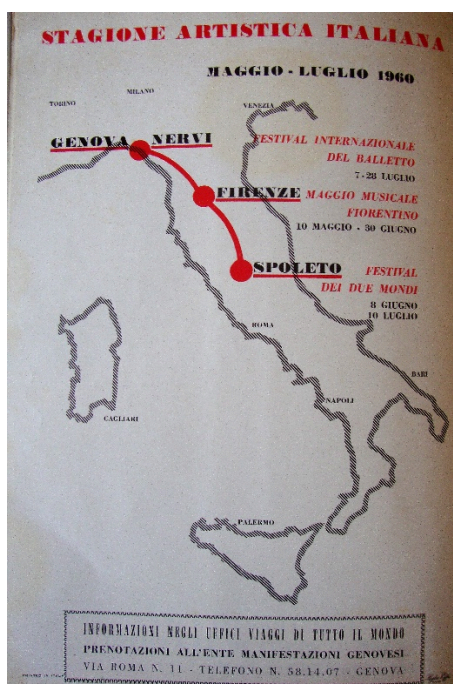 STAGIONE ARTISTICA ITALIANA
MAGGIO - LUGLIO 1960
TORINO
MILANO
VENEZIA
GENOVA NERVI
FESTIVAL INTERNAZIONALE
DEL BALLETTO
7-28 LUGLIO
FIRENZE
MAGGIO MUSICALE
FIORENTINO
10 MAGGIO - 30 GIUGNO
SPOLETO
FESTIVAL
DEI DUE MONDI
8 GIUGNO
10 LUGLIO
ROMA
BARI
NAPOLI
CAGLIARI
PALERMO
INFORMAZIONI NEGLI UFFICI VIAGGI DI TUTTO IL MONDO
PRENOTAZIONI ALL'ENTE MANIFESTAZIONI GENOVESI
VIA ROMA N. 11 - TELEFONO N. 58.14.07 - GENOVA
PRINTED IN ITALY